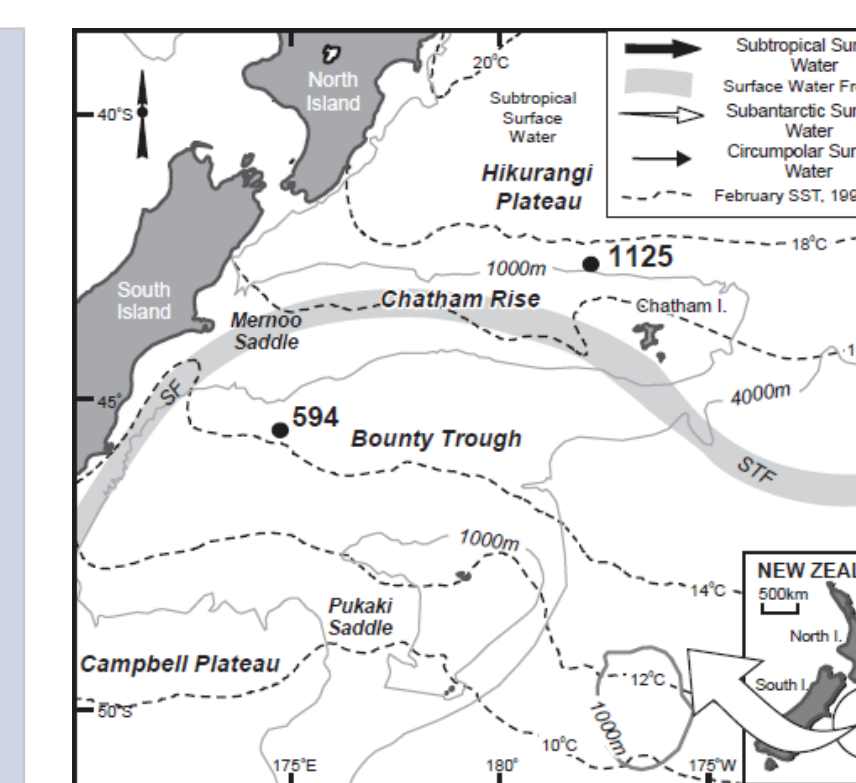 20°C
Subtropical Sur
Water
Surface Water Fr
Subantarctic Sur
Water
Circumpolar Sur
Water
February SST, 199
North
Island
Subtropical
Surface
Water
40°S
Hikurangi
Plateau
18°C
1125
1000m
South
Island
Chatham Rise
Chatham I.
Mernoo
Saddle
SF
45°
4000m
594
Bounty Trough
STF
1000m
NEW ZEAL
500km
14°C
Pukaki
Saddle
North I.
Campbell Plateau
12°C
South I.
50°S
1000m
10°C
175°E
180°
175°W